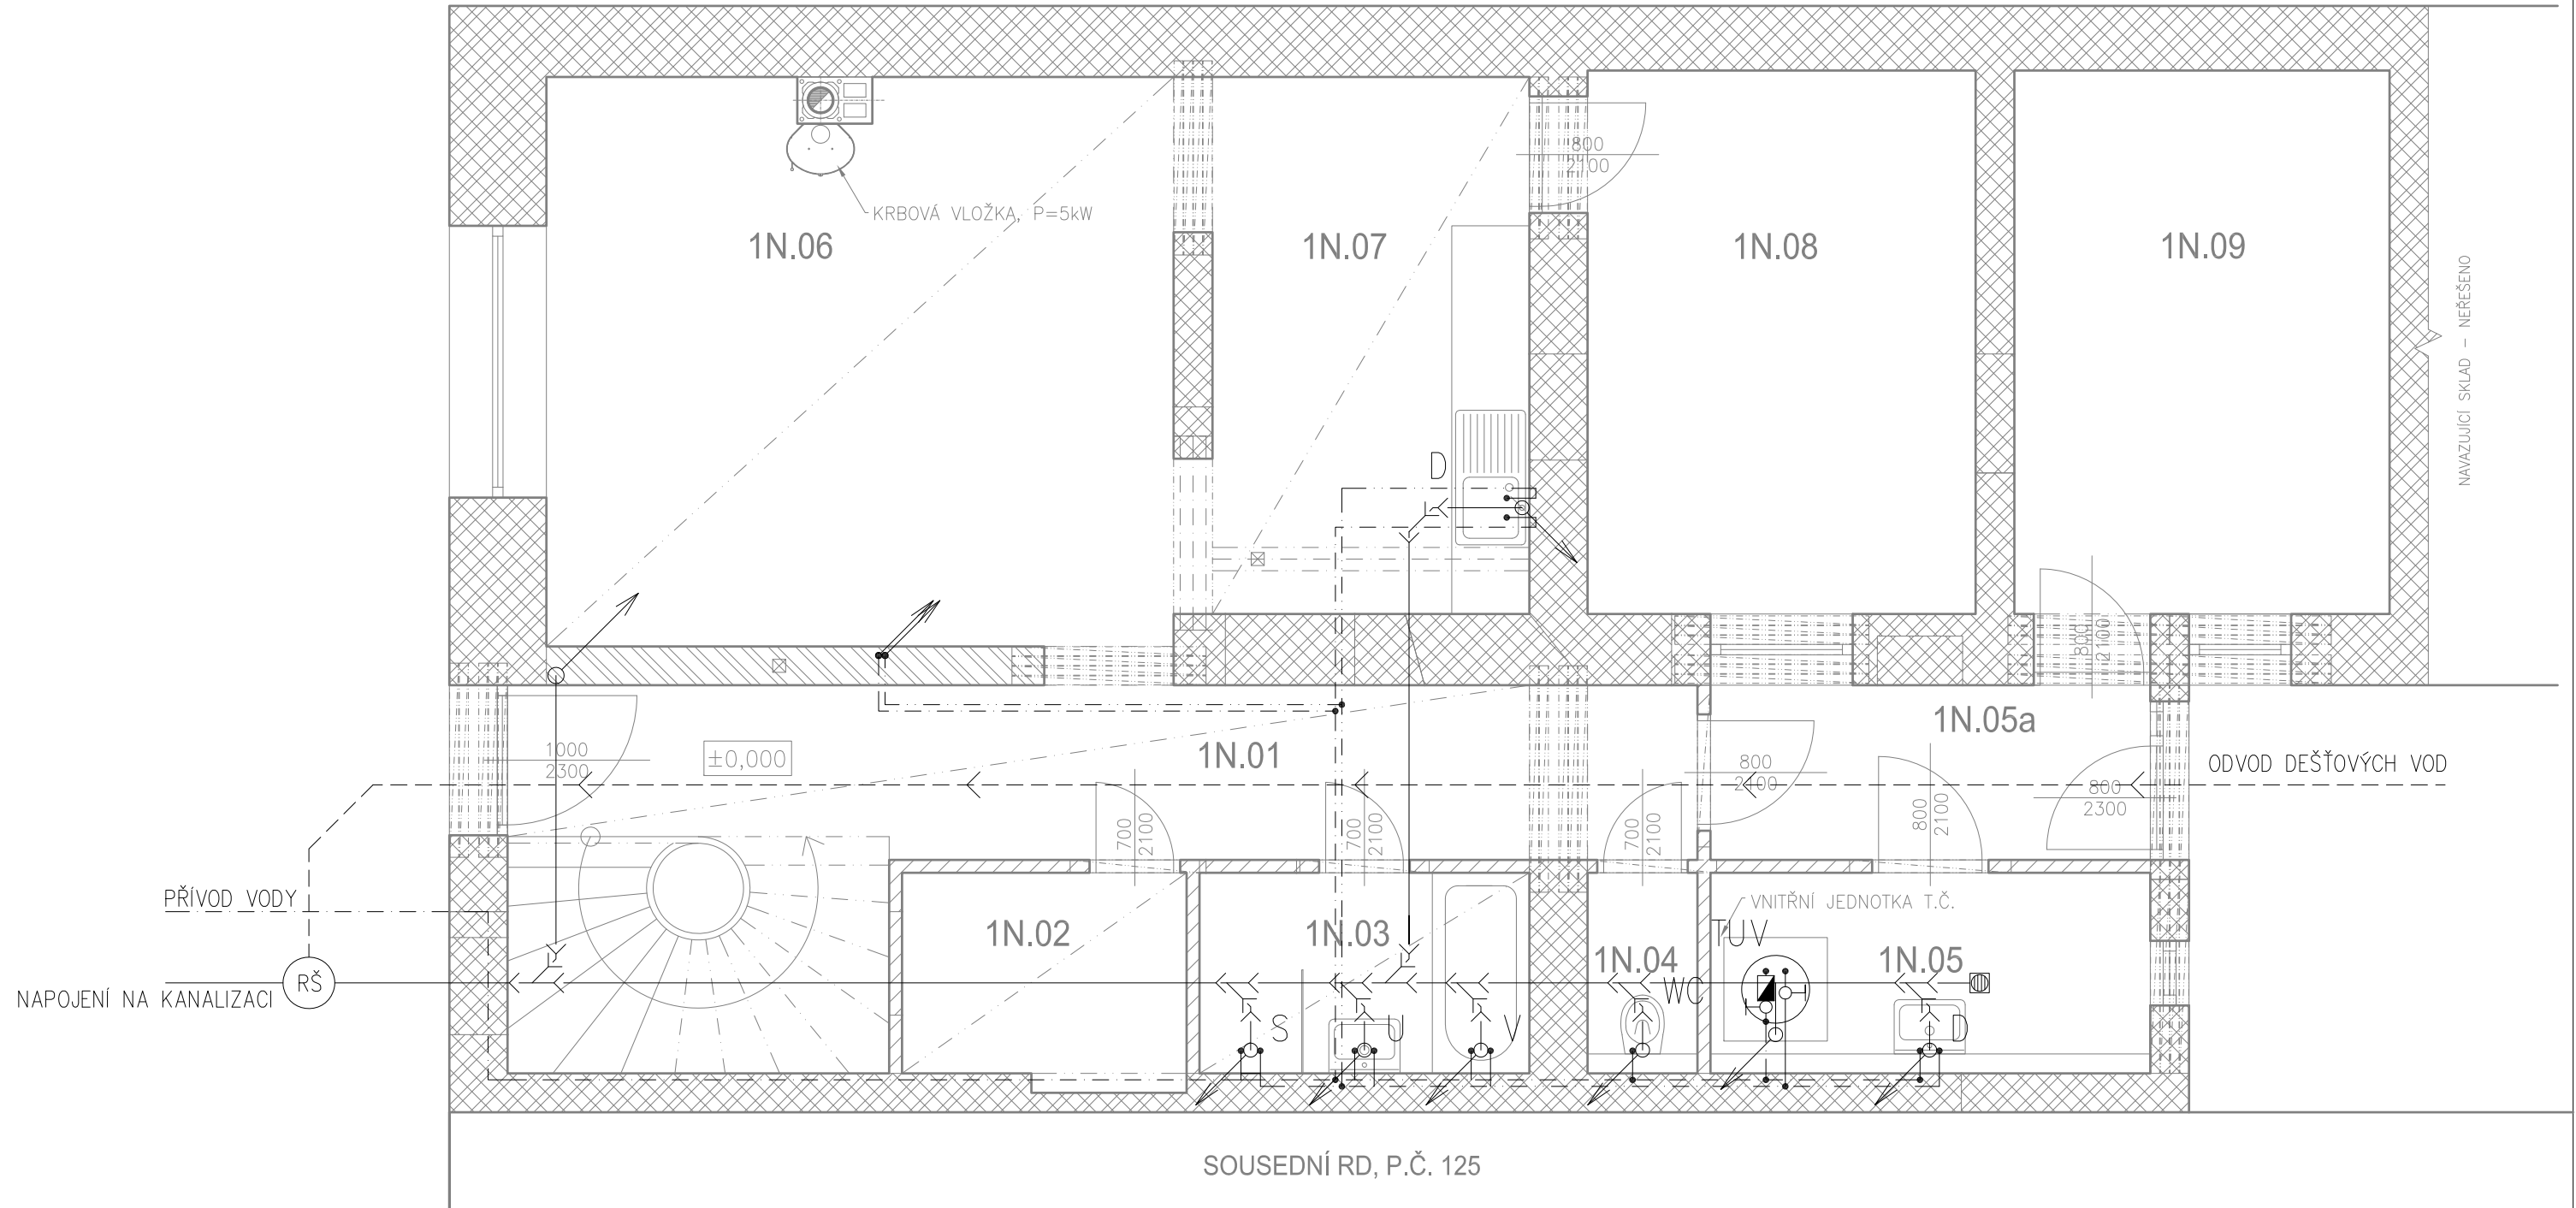 800
2100
KRBOVÁ VLOŽKA, P=5kW
1N.06
1N.07
1N.08
1N.09
NAVAZUJÍCÍ SKLAD – NEŘEŠENO
D
800
2100
1N.05a
1000
2300
±0,000
1N.01
800
2100
ODVOD DEŠŤOVÝCH VOD
800
2300
700
2100
700
2100
700
2100
800
2100
PŘÍVOD VODY
VNITŘNÍ JEDNOTKA T.Č.
1N.02
1N.03
TUV
1N.04
1N.05
RŠ
NAPOJENÍ NA KANALIZACI
WC
S
U
V
D
SOUSEDNÍ RD, P.Č. 125